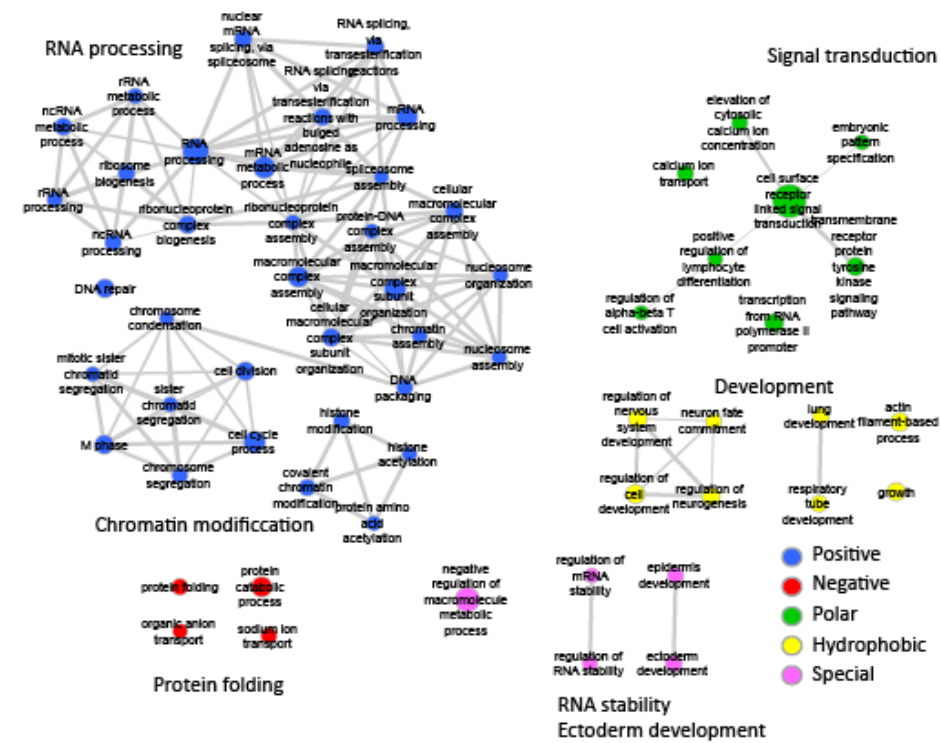 RNA processing
nuclear
mRNA
splicing, via
spliceosome
RNA splicing,
via
transesterification
reactions
RNA splicing
via
transesterification
reactions with
bulged
adenosine as
nucleophile
mRNA
processing
rRNA
metabolic
process
ncRNA
metabolic
process
RNA
processing
mRNA
metabolic
process
ribosome
biogenesis
rRNA
processing
ncRNA
processing
ribonucleoprotein
complex
biogenesis
ribonucleoprotein
complex
assembly
spliceosome
assembly
protein-DNA
complex
assembly
cellular
macromolecular
complex
assembly
macromolecular
complex
assembly
macromolecular
complex
subunit
organization
nucleosome
organization
cellular
macromolecular
complex
subunit
organization
chromatin
assembly
nucleosome
assembly
DNA
packaging
DNA repair
chromosome
condensation
mitotic sister
chromatid
segregation
cell division
sister
chromatid
segregation
M phase
cell cycle
process
chromosome
segregation
histone
modification
histone
acetylation
covalent
chromatin
modification
protein amino
acid
acetylation
Chromatin modificcation
Signal transduction
elevation of
cytosolic
calcium ion
concentration
embryonic
pattern
specification
calcium ion
transport
cell surface
receptor
linked signal
transduction
transmembrane
receptor
protein
tyrosine
kinase
signaling
pathway
positive
regulation of
lymphocyte
differentiation
regulation of
alpha-beta T
cell activation
transcription
from RNA
polymerase II
promoter
Development
regulation of
nervous
system
development
neuron fate
commitment
lung
development
actin
filament-based
process
regulation of
cell
development
regulation of
neurogenesis
respiratory
tube
development
growth
protein folding
protein
catabolic
process
organic anion
transport
sodium ion
transport
Protein folding
negative
regulation of
macromolecule
metabolic
process
regulation of
mRNA
stability
epidermis
development
regulation of
RNA stability
ectoderm
development
RNA stability
Ectoderm development
Positive
Negative
Polar
Hydrophobic
Special